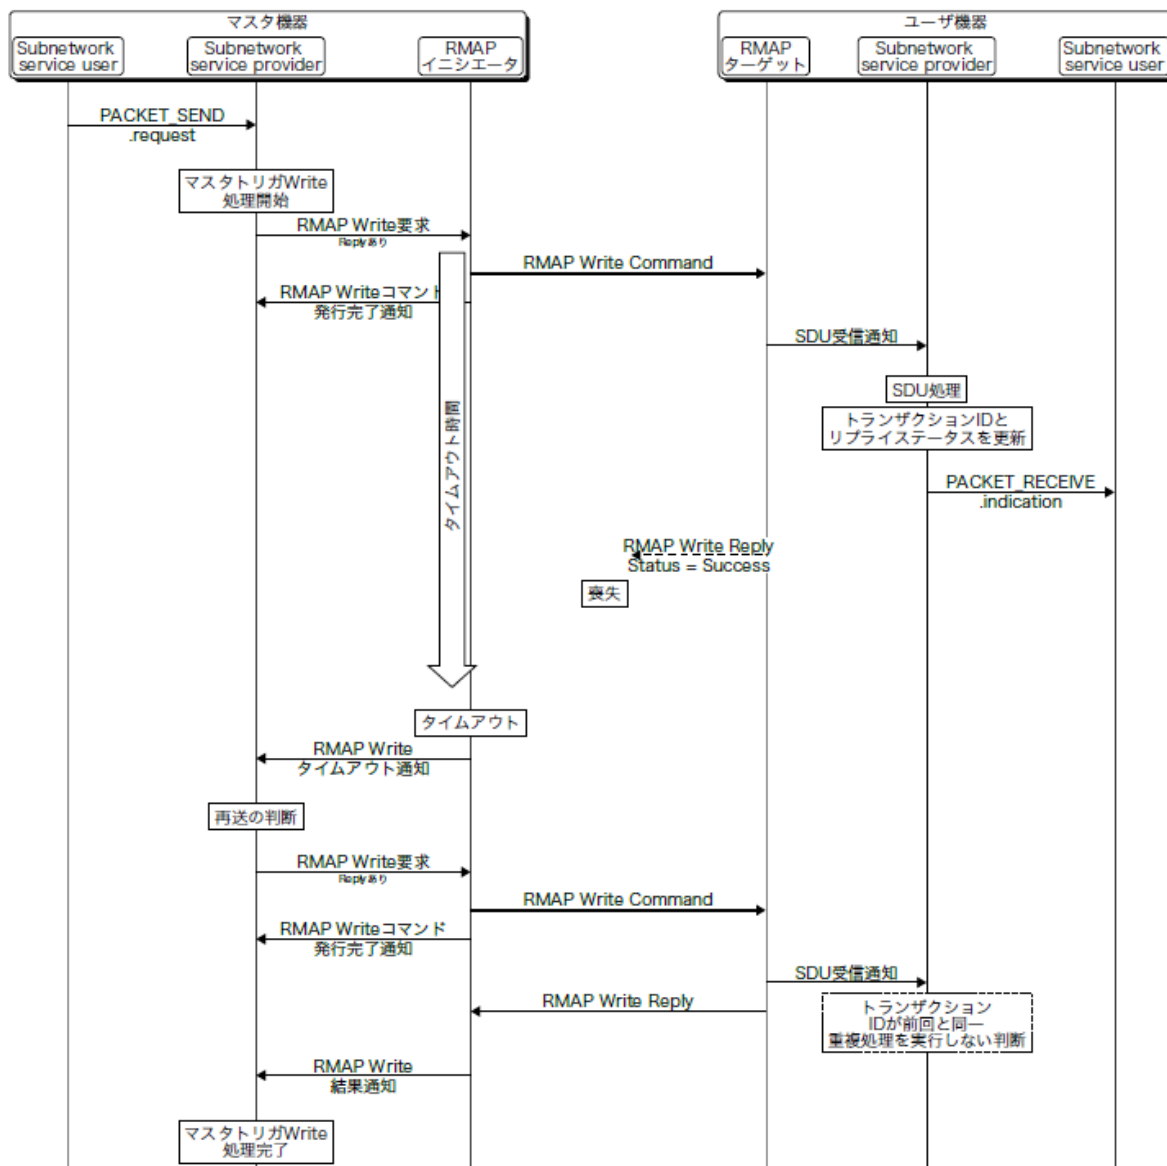 マスタ機器
ユーザ機器
Subnetwork
service user
Subnetwork
service provider
RMAP
イニシエータ
RMAP
ターゲット
Subnetwork
service provider
Subnetwork
service user
PACKET_SEND
.request
マスタトリガWrite
処理開始
RMAP Write要求
Replyあり
RMAP Write Command
RMAP Writeコマンド
発行完了通知
SDU受信通知
SDU処理
トランザクションIDと
リプライステータスを更新
タイムアウト時間
PACKET_RECEIVE
.indication
RMAP Write Reply
Status = Success
喪失
タイムアウト
RMAP Write
タイムアウト通知
再送の判断
RMAP Write要求
Replyあり
RMAP Write Command
RMAP Writeコマンド
発行完了通知
SDU受信通知
RMAP Write Reply
トランザクション
IDが前回と同一
重複処理を実行しない判断
RMAP Write
結果通知
マスタトリガWrite
処理完了